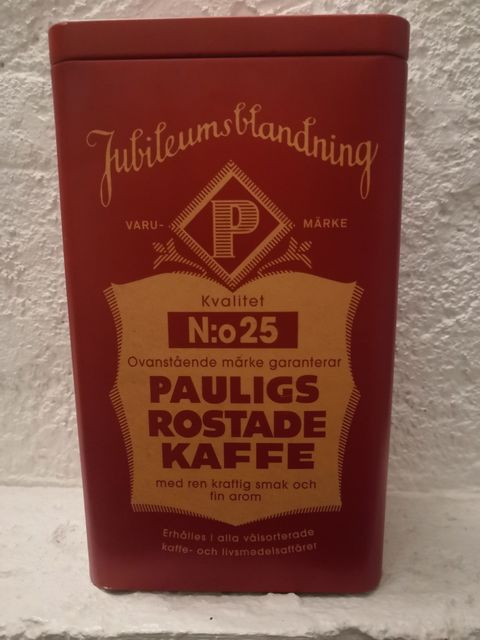 Jubileumsblandning
P
VARU- MÄRKE
Kvalitet
N:o 25
Ovanstående märke garanterar
PAULIGS
ROSTADE
KAFFE
med ren kraftig smak och
fin arom
Erhålles i alla välsorterade
kaffe- och livsmedelsaffärer